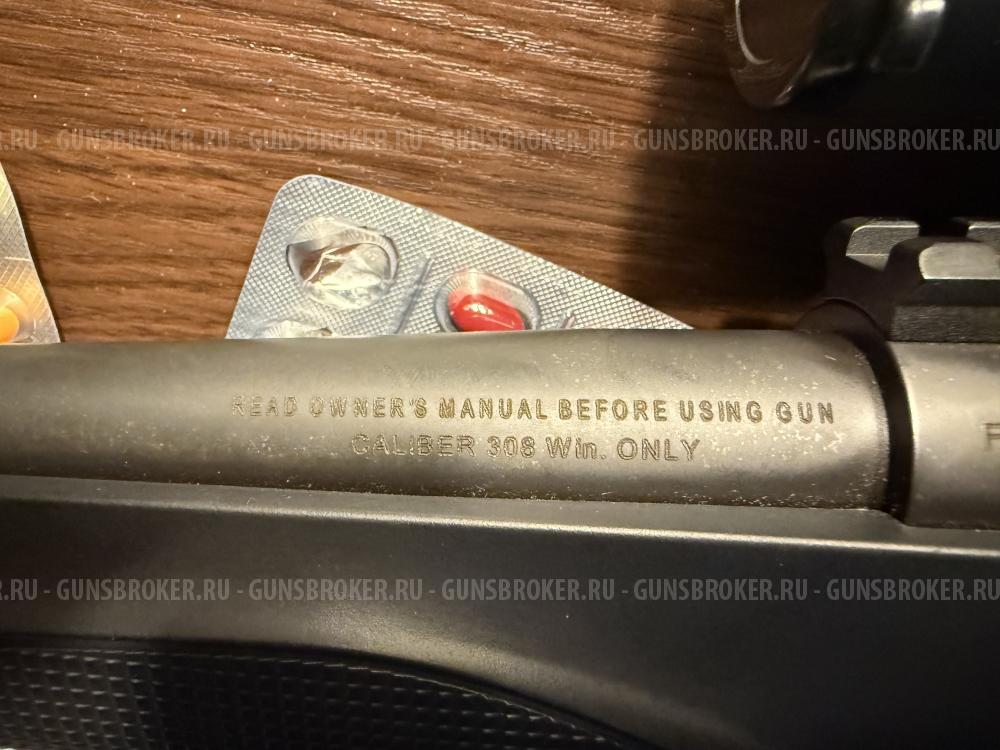 .RU - GUNSBROKER.RU - GUNSBROKER.RU - GUNSBROKER.RU - GUNSBROKER.RU - GUNSBROKER.RU
READ OWNER'S MANUAL BEFORE USING GUN
CALIBER 308 Win. ONLY
.RU - GUNSBROKER.RU - GUNSBROKER.RU - GUNSBROKER.RU - GUNSBROKER.RU - GUNSBROKER.RU